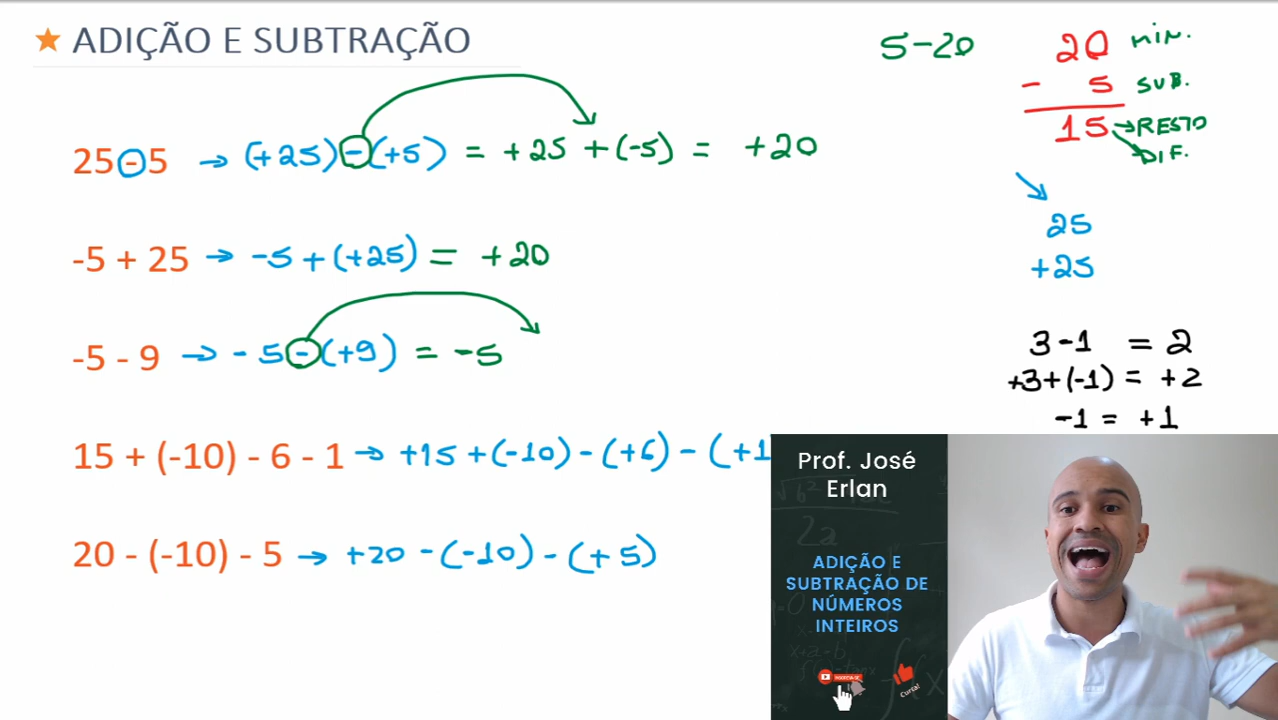 ★ ADIÇÃO E SUBTRAÇÃO
5-20
20 MIN.
- 5 SUB.
15 →RESTO
DIF.
25-5 → (+25)-(+5) = +25 +(-5) = +20
25
+25
-5 + 25 → -5 + (+25) = +20
-5 - 9 → -5-(+9) = -5
3-1 = 2
+3+(-1) = +2
-1 = +1
15 + (-10) - 6 - 1 → +15 +(-10) - (+6) - (+1
20 - (-10) - 5 → +20 -(-10) - (+5)
Prof. José
Erlan
ADIÇÃO E
SUBTRAÇÃO DE
NÚMEROS
INTEIROS
INSCREVA-SE
Curta!